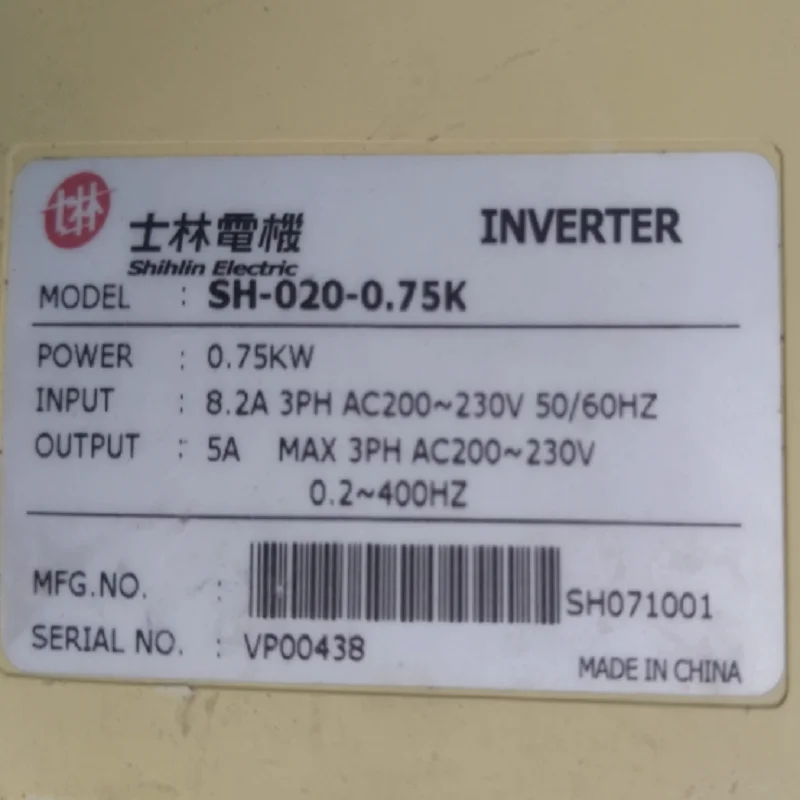 士林
士林電機
INVERTER
Shihlin Electric
MODEL : SH-020-0.75K
POWER : 0.75KW
INPUT : 8.2A 3PH AC200~230V 50/60HZ
OUTPUT : 5A MAX 3PH AC200~230V
0.2~400HZ
MFG.NO. : SH071001
SERIAL NO. : VP00438
MADE IN CHINA